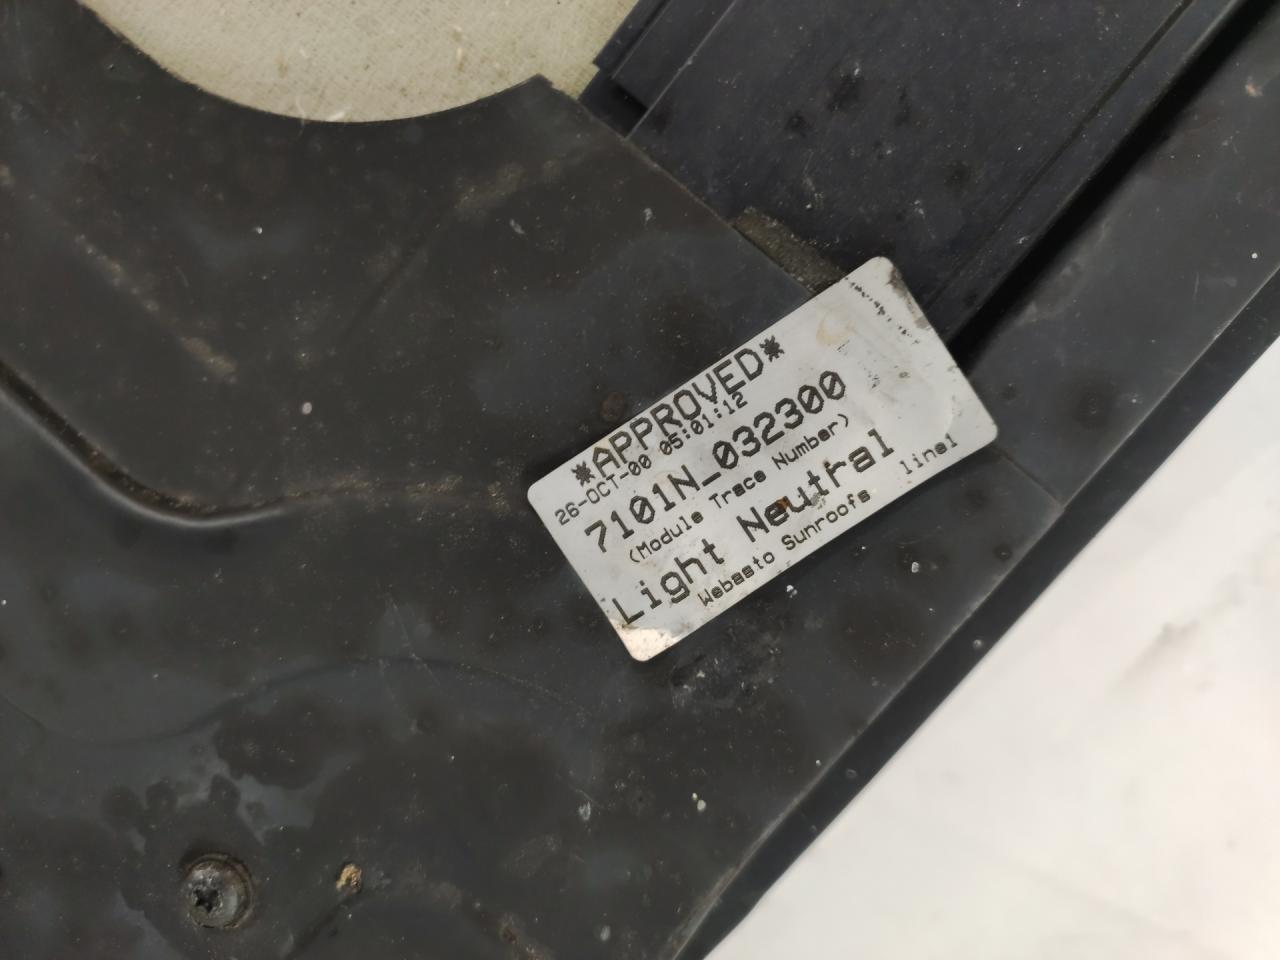 *APPROVED*
26-OCT-00 05:01:12
7101N_032300
(Module Trace Number)
Light Neutral
Webasto Sunroofs line1